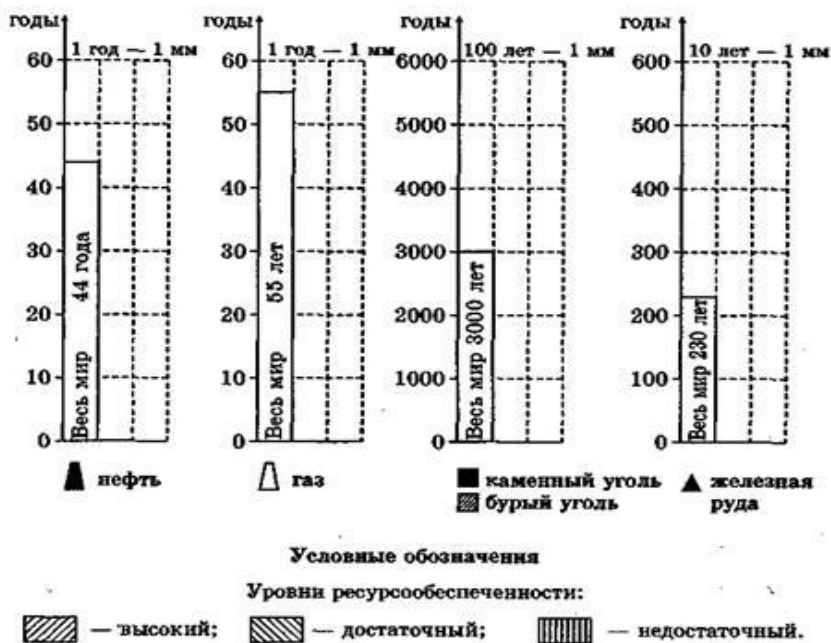 годы годы годы годы
1 год — 1 мм 1 год — 1 мм 100 лет — 1 мм 10 лет — 1 мм
60 60 6000 600
50 50 5000 500
40 40 4000 400
30 30 3000 300
20 20 2000 200
10 10 1000 100
0 0 0 0
Весь мир 44 года
Весь мир 55 лет
Весь мир 3000 лет
Весь мир 230 лет
нефть газ каменный уголь железная
бурый уголь руда
Условные обозначения
Уровни ресурсообеспеченности:
— высокий; — достаточный; — недостаточный.